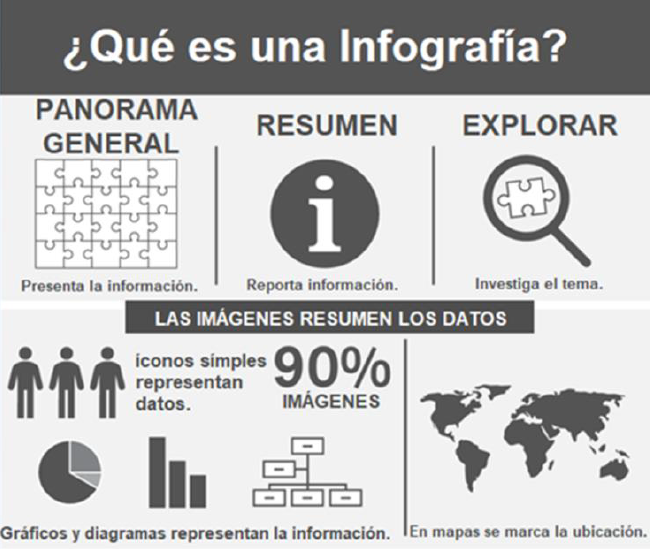 ¿Qué es una Infografía?
PANORAMA
GENERAL
Presenta la información.
RESUMEN
i
Reporta información.
EXPLORAR
Investiga el tema.
LAS IMÁGENES RESUMEN LOS DATOS
íconos símples
representan
datos.
90%
IMÁGENES
Gráficos y diagramas representan la información.
En mapas se marca la ubicación.